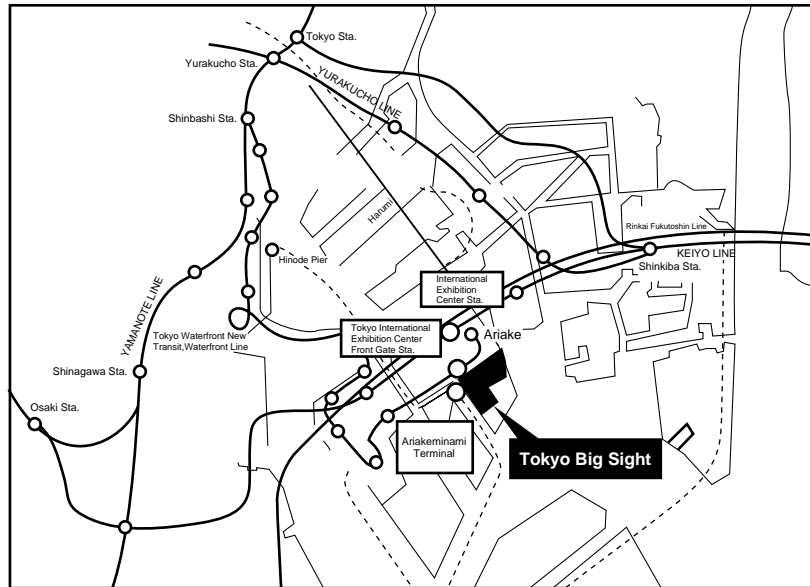 Tokyo Sta.
Yurakucho Sta.
YURAKUCHO LINE
Shinbashi Sta.
Harumi
Rinkai Fukutoshin Line
KEIYO LINE
Hinode Pier
Shinkiba Sta.
International
Exhibition
Center Sta.
YAMANOTE LINE
Tokyo Waterfront New
Transit,Waterfront Line
Tokyo International
Exhibition Center
Front Gate Sta.
Ariake
Shinagawa Sta.
Osaki Sta.
Ariakeminami
Terminal
Tokyo Big Sight